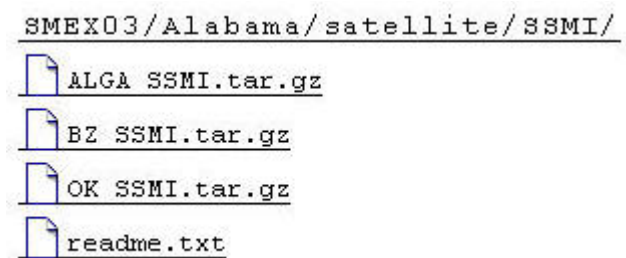 SMEX03/Alabama/satellite/SSMI/
ALGA SSMI.tar.gz
BZ SSMI.tar.gz
OK SSMI.tar.gz
readme.txt